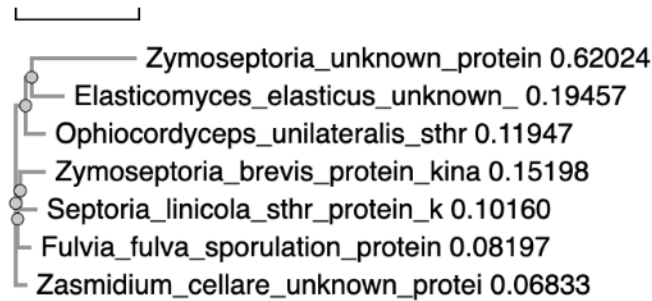 Zymoseptoria_unknown_protein 0.62024
Elasticomyces_elasticus_unknown_ 0.19457
Ophiocordyceps_unilateralis_sthr 0.11947
Zymoseptoria_brevis_protein_kina 0.15198
Septoria_linicola_sthr_protein_k 0.10160
Fulvia_fulva_sporulation_protein 0.08197
Zasmidium_cellare_unknown_protei 0.06833